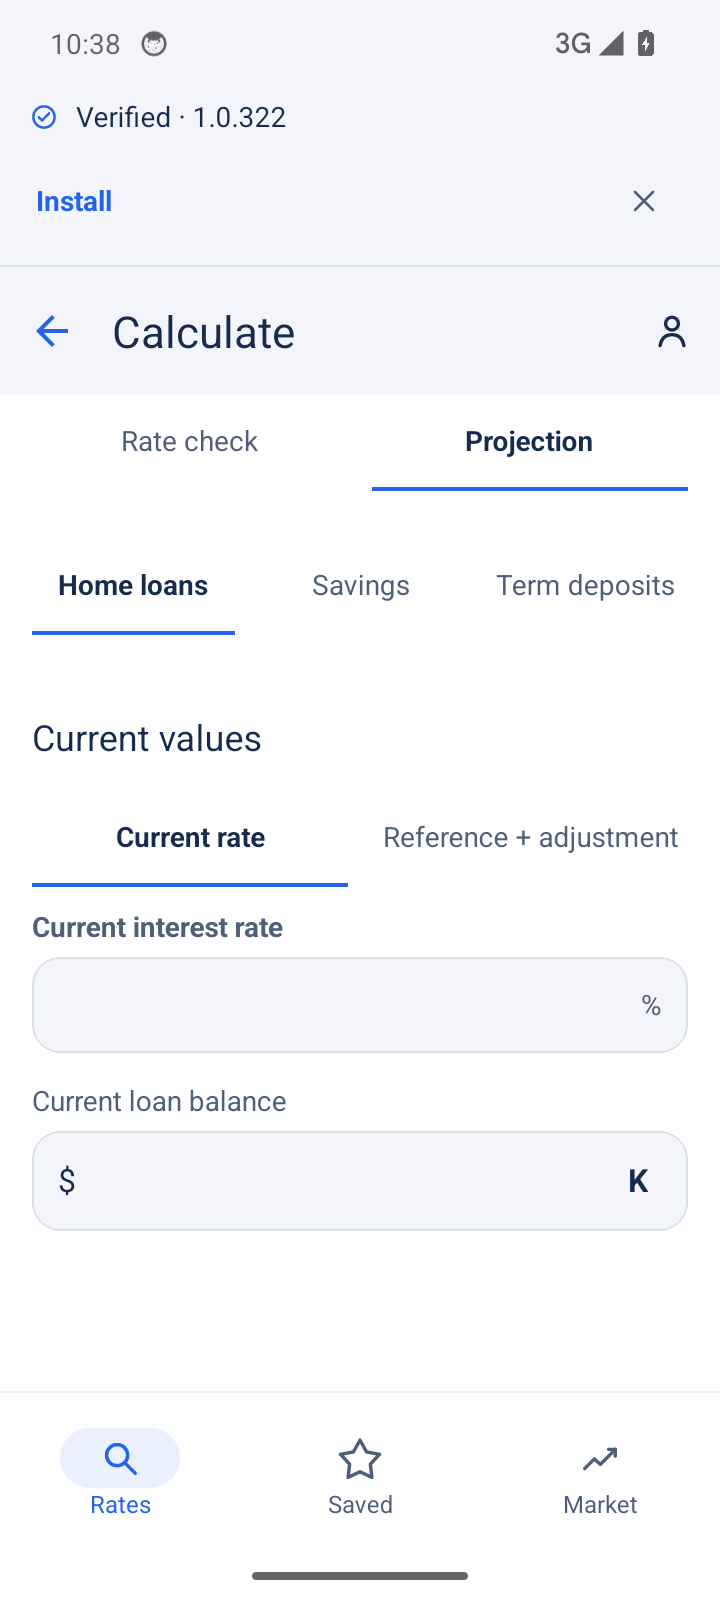 10:38
3G
Verified · 1.0.322
Install
Calculate
Rate check
Projection
Home loans
Savings
Term deposits
Current values
Current rate
Reference + adjustment
Current interest rate
%
Current loan balance
$
K
Rates
Saved
Market